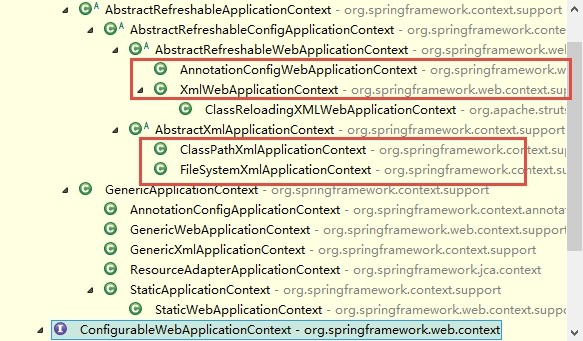 AbstractRefreshableApplicationContext - org.springframework.context.support
AbstractRefreshableConfigApplicationContext - org.springframework.context.sup
AbstractRefreshableWebApplicationContext - org.springframework.wel
AnnotationConfigWebApplicationContext - org.springframework.w
XmlWebApplicationContext - org.springframework.web.context.sup
ClassReloadingXMLWebApplicationContext - org.apache.struts
AbstractXmlApplicationContext - org.springframework.context.support
ClassPathXmlApplicationContext - org.springframework.context.supp
FileSystemXmlApplicationContext - org.springframework.context.sup
GenericApplicationContext - org.springframework.context.support
AnnotationConfigApplicationContext - org.springframework.context.annota
GenericWebApplicationContext - org.springframework.web.context.support
GenericXmlApplicationContext - org.springframework.context.support
ResourceAdapterApplicationContext - org.springframework.jca.context
StaticApplicationContext - org.springframework.context.support
StaticWebApplicationContext - org.springframework.web.context.support
ConfigurableWebApplicationContext - org.springframework.web.context